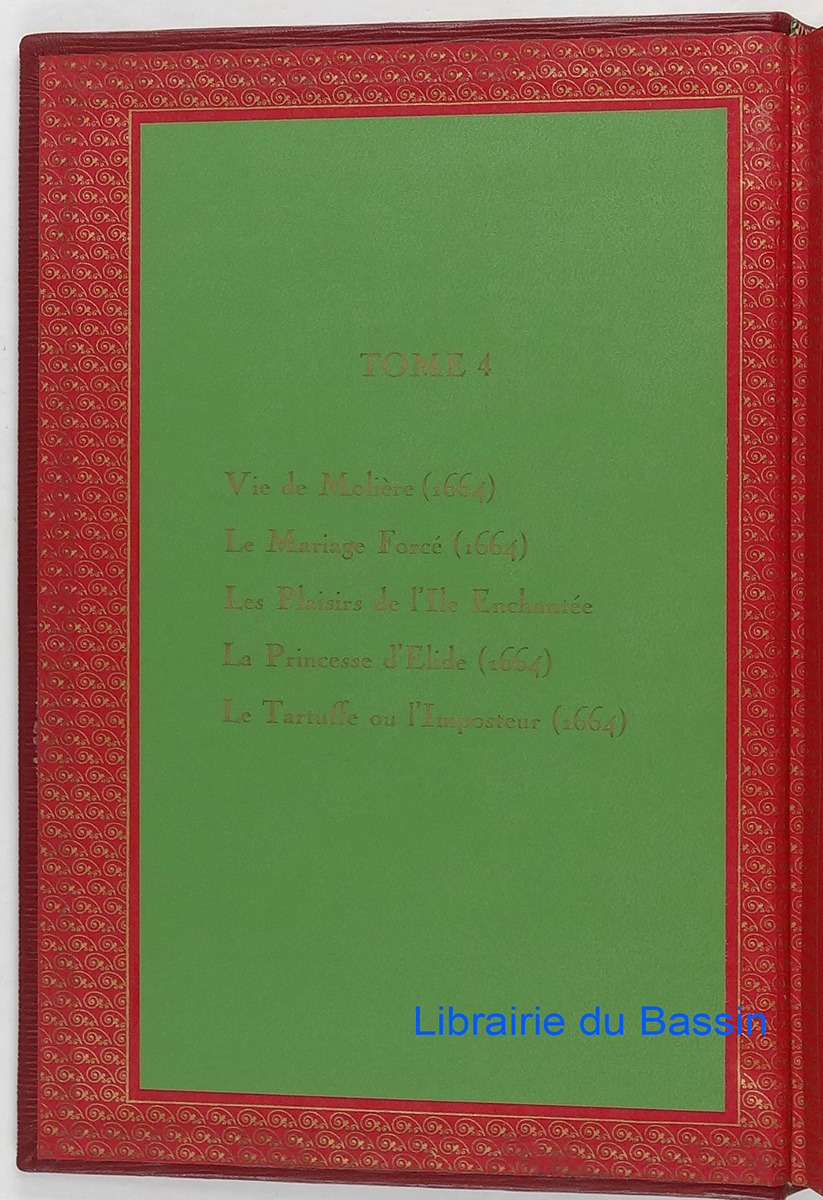 TOME 4
Vie de Molière (1664)
Le Mariage Forcé (1664)
Les Plaisirs de l'Ile Enchantée
La Princesse d'Elide (1664)
Le Tartuffe ou l'Imposteur (1664)
Librairie du Bassin